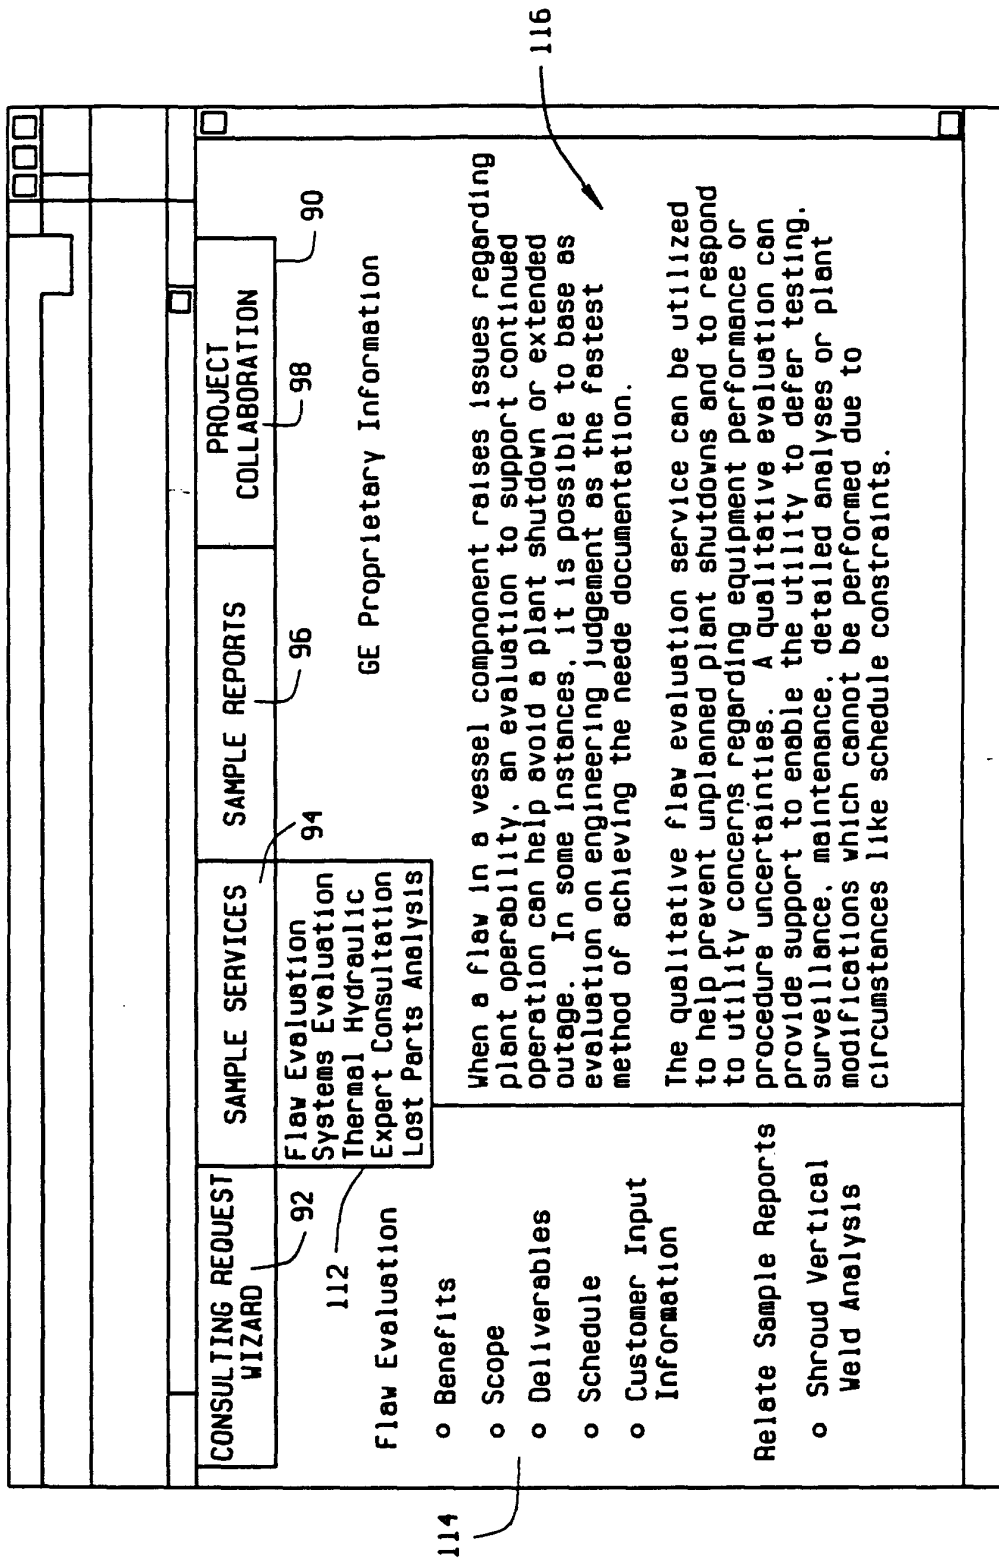 CONSULTING REQUEST
WIZARD
92
SAMPLE SERVICES
94
SAMPLE REPORTS
96
PROJECT
COLLABORATION
98
90
Flaw Evaluation
Systems Evaluation
Thermal Hydraulic
Expert Consultation
Lost Parts Analysis
112
GE Proprietary Information
Flaw Evaluation
o Benefits
o Scope
o Deliverables
o Schedule
o Customer Input
Information
114
Relate Sample Reports
o Shroud Vertical
Weld Analysis
When a flaw in a vessel compnonent raises issues regarding
plant operability, an evaluation to support continued
operation can help avoid a plant shutdown or extended
outage. In some instances, it is possible to base as
evaluation on engineering judgement as the fastest
method of achieving the neede documentation.
116
The qualitative flaw evaluation service can be utilized
to help prevent unplanned plant shutdowns and to respond
to utility concerns regarding equipment performance or
procedure uncertainties. A qualitative evaluation can
provide support to enable the utility to defer testing,
surveillance, maintenance, detailed analyses or plant
modifications which cannot be performed due to
circumstances like schedule constraints.